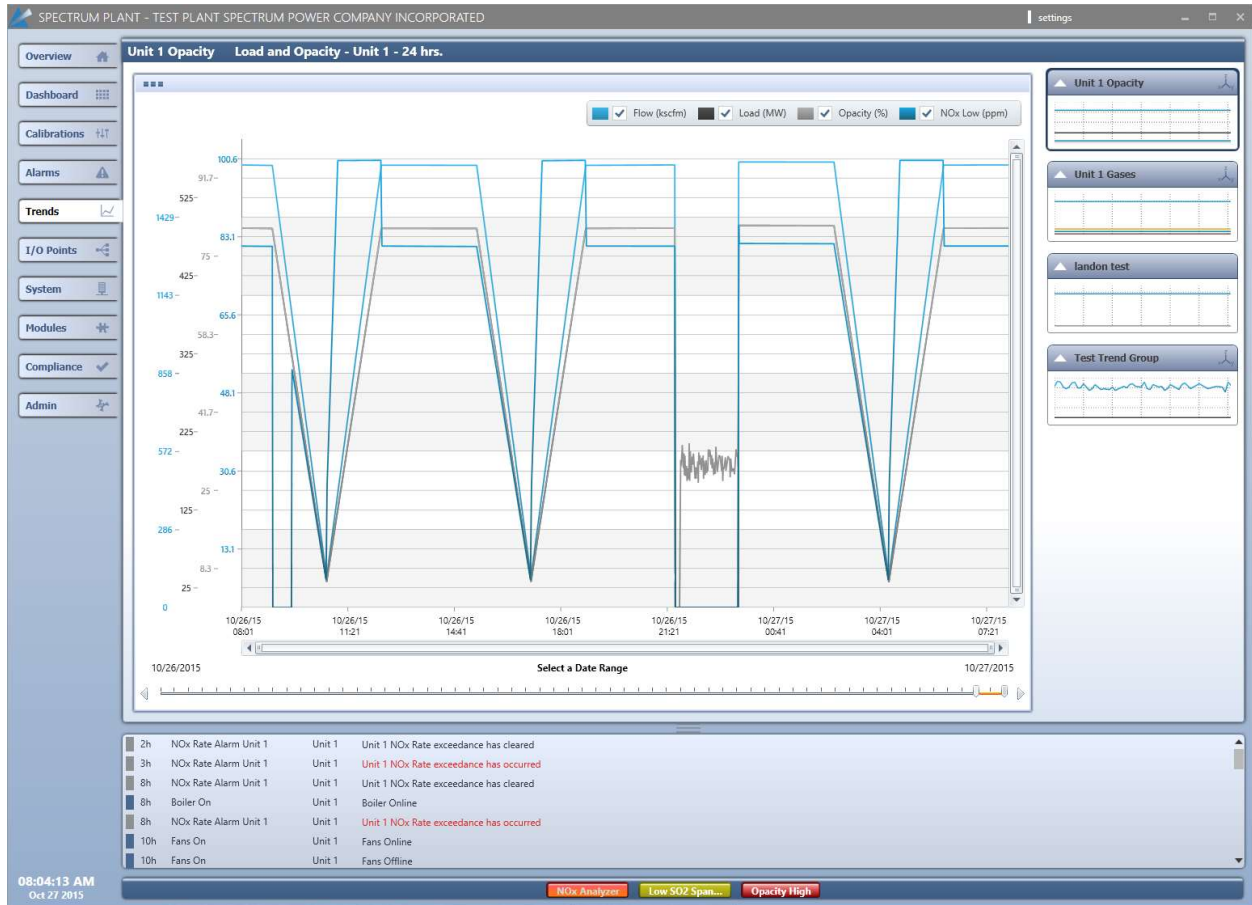 SPECTRUM PLANT - TEST PLANT SPECTRUM POWER COMPANY INCORPORATED
settings
Overview
Dashboard
Calibrations
Alarms
Trends
I/O Points
System
Modules
Compliance
Admin
Unit 1 Opacity Load and Opacity - Unit 1 - 24 hrs.
Flow (kscfm) Load (MW) Opacity (%) NOx Low (ppm)
100.6
91.7
525
1429
83.1
75
425
1143
65.6
58.3
325
858
48.1
41.7
225
572
30.6
25
125
286
13.1
8.3
25
0
10/26/15 10/26/15 10/26/15 10/26/15 10/26/15 10/27/15 10/27/15 10/27/15
08:01 11:21 14:41 18:01 21:21 00:41 04:01 07:21
10/26/2015 Select a Date Range 10/27/2015
Unit 1 Opacity
Unit 1 Gases
landon test
Test Trend Group
2h NOx Rate Alarm Unit 1 Unit 1 Unit 1 NOx Rate exceedance has cleared
3h NOx Rate Alarm Unit 1 Unit 1 Unit 1 NOx Rate exceedance has occurred
8h NOx Rate Alarm Unit 1 Unit 1 Unit 1 NOx Rate exceedance has cleared
8h Boiler On Unit 1 Boiler Online
8h NOx Rate Alarm Unit 1 Unit 1 Unit 1 NOx Rate exceedance has occurred
10h Fans On Unit 1 Fans Online
10h Fans On Unit 1 Fans Offline
08:04:13 AM
Oct 27 2015
NOx Analyzer Low SO2 Span... Opacity High